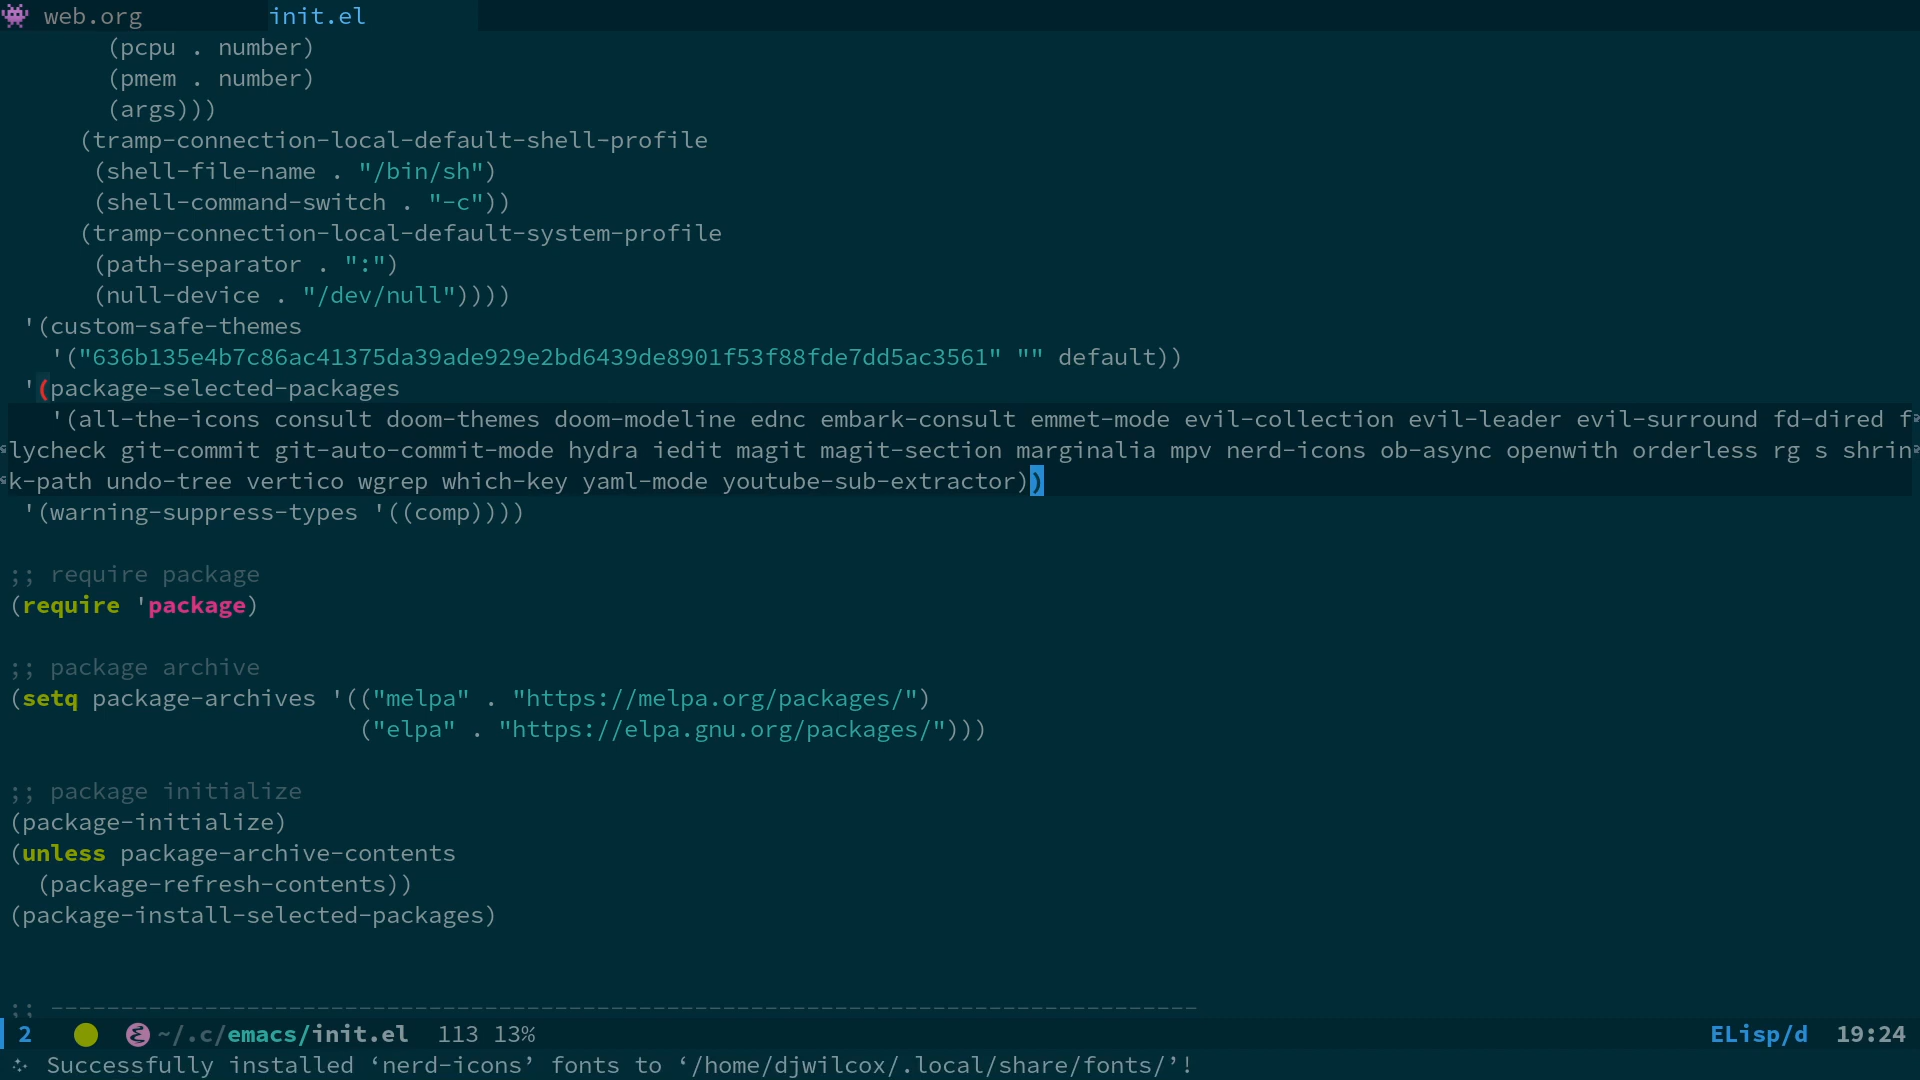 web.org init.el
(pcpu . number)
(pmem . number)
(args)))
(tramp-connection-local-default-shell-profile
(shell-file-name . "/bin/sh")
(shell-command-switch . "-c"))
(tramp-connection-local-default-system-profile
(path-separator . ":")
(null-device . "/dev/null"))))
'(custom-safe-themes
'("636b135e4b7c86ac41375da39ade929e2bd6439de8901f53f88fde7dd5ac3561" "" default))
'(package-selected-packages
'(all-the-icons consult doom-themes doom-modeline ednc embark-consult emmet-mode evil-collection evil-leader evil-surround fd-dired f
lycheck git-commit git-auto-commit-mode hydra iedit magit magit-section marginalia mpv nerd-icons ob-async openwith orderless rg s shrin
k-path undo-tree vertico wgrep which-key yaml-mode youtube-sub-extractor))
'(warning-suppress-types '((comp))))
;; require package
(require 'package)
;; package archive
(setq package-archives '(("melpa" . "https://melpa.org/packages/")
("elpa" . "https://elpa.gnu.org/packages/")))
;; package initialize
(package-initialize)
(unless package-archive-contents
(package-refresh-contents))
(package-install-selected-packages)
;; ----------------------------------------------------------------------------------
2 ~/.c/emacs/init.el 113 13% ELisp/d 19:24
Successfully installed ‘nerd-icons’ fonts to ‘/home/djwilcox/.local/share/fonts/’!